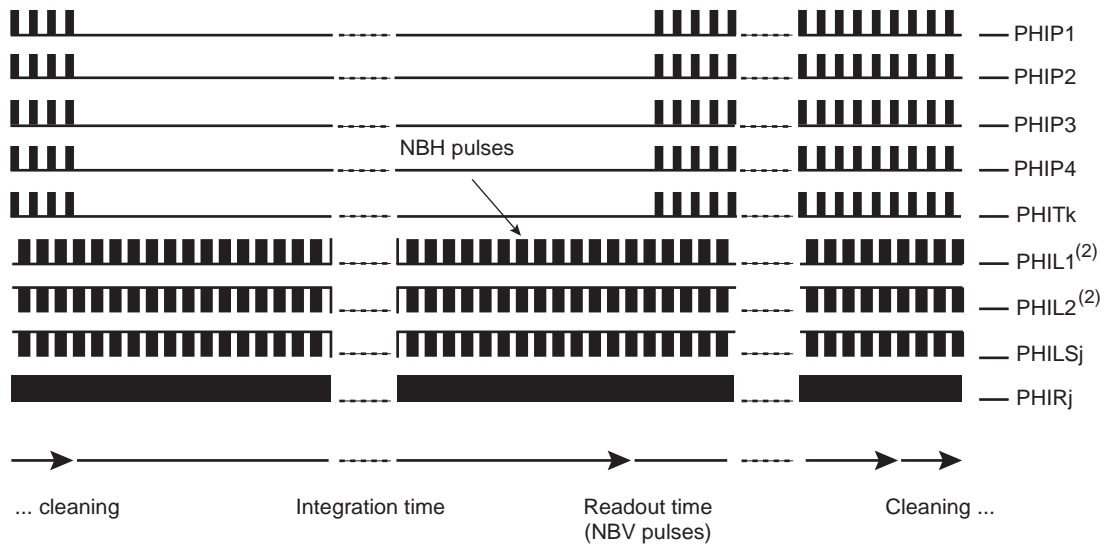 PHIP1
PHIP2
PHIP3
NBH pulses
PHIP4
PHITk
PHIL1(2)
PHIL2(2)
PHILSj
PHIRj
... cleaning
Integration time
Readout time
(NBV pulses)
Cleaning ...